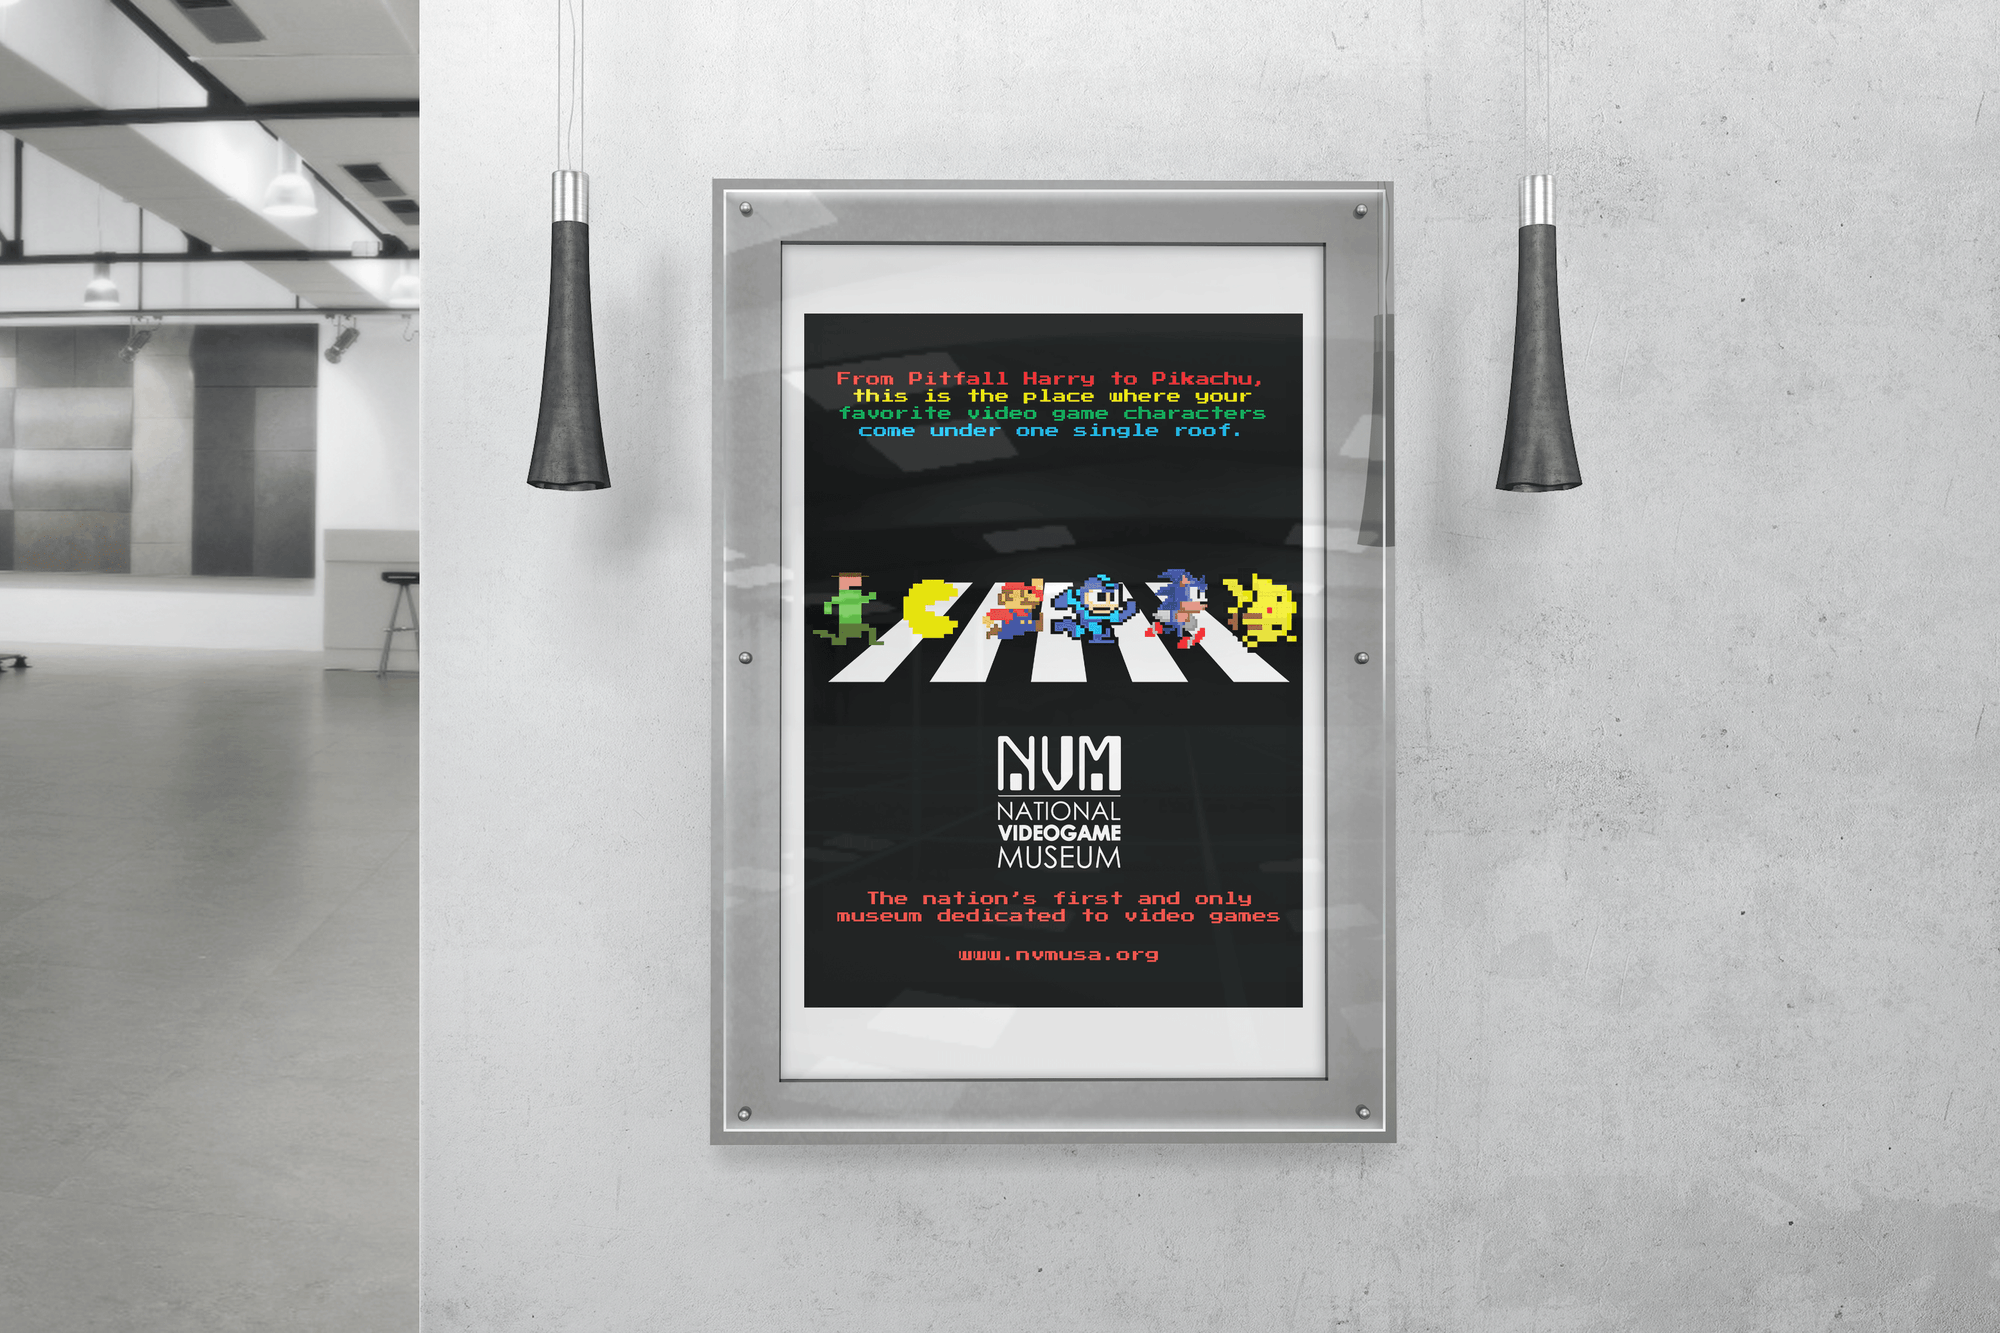 From Pitfall Harry to Pikachu,
this is the place where your
favorite video game characters
come under one single roof.
NVM
NATIONAL
VIDEOGAME
MUSEUM
The nation's first and only
museum dedicated to video games
www.nvmusa.org